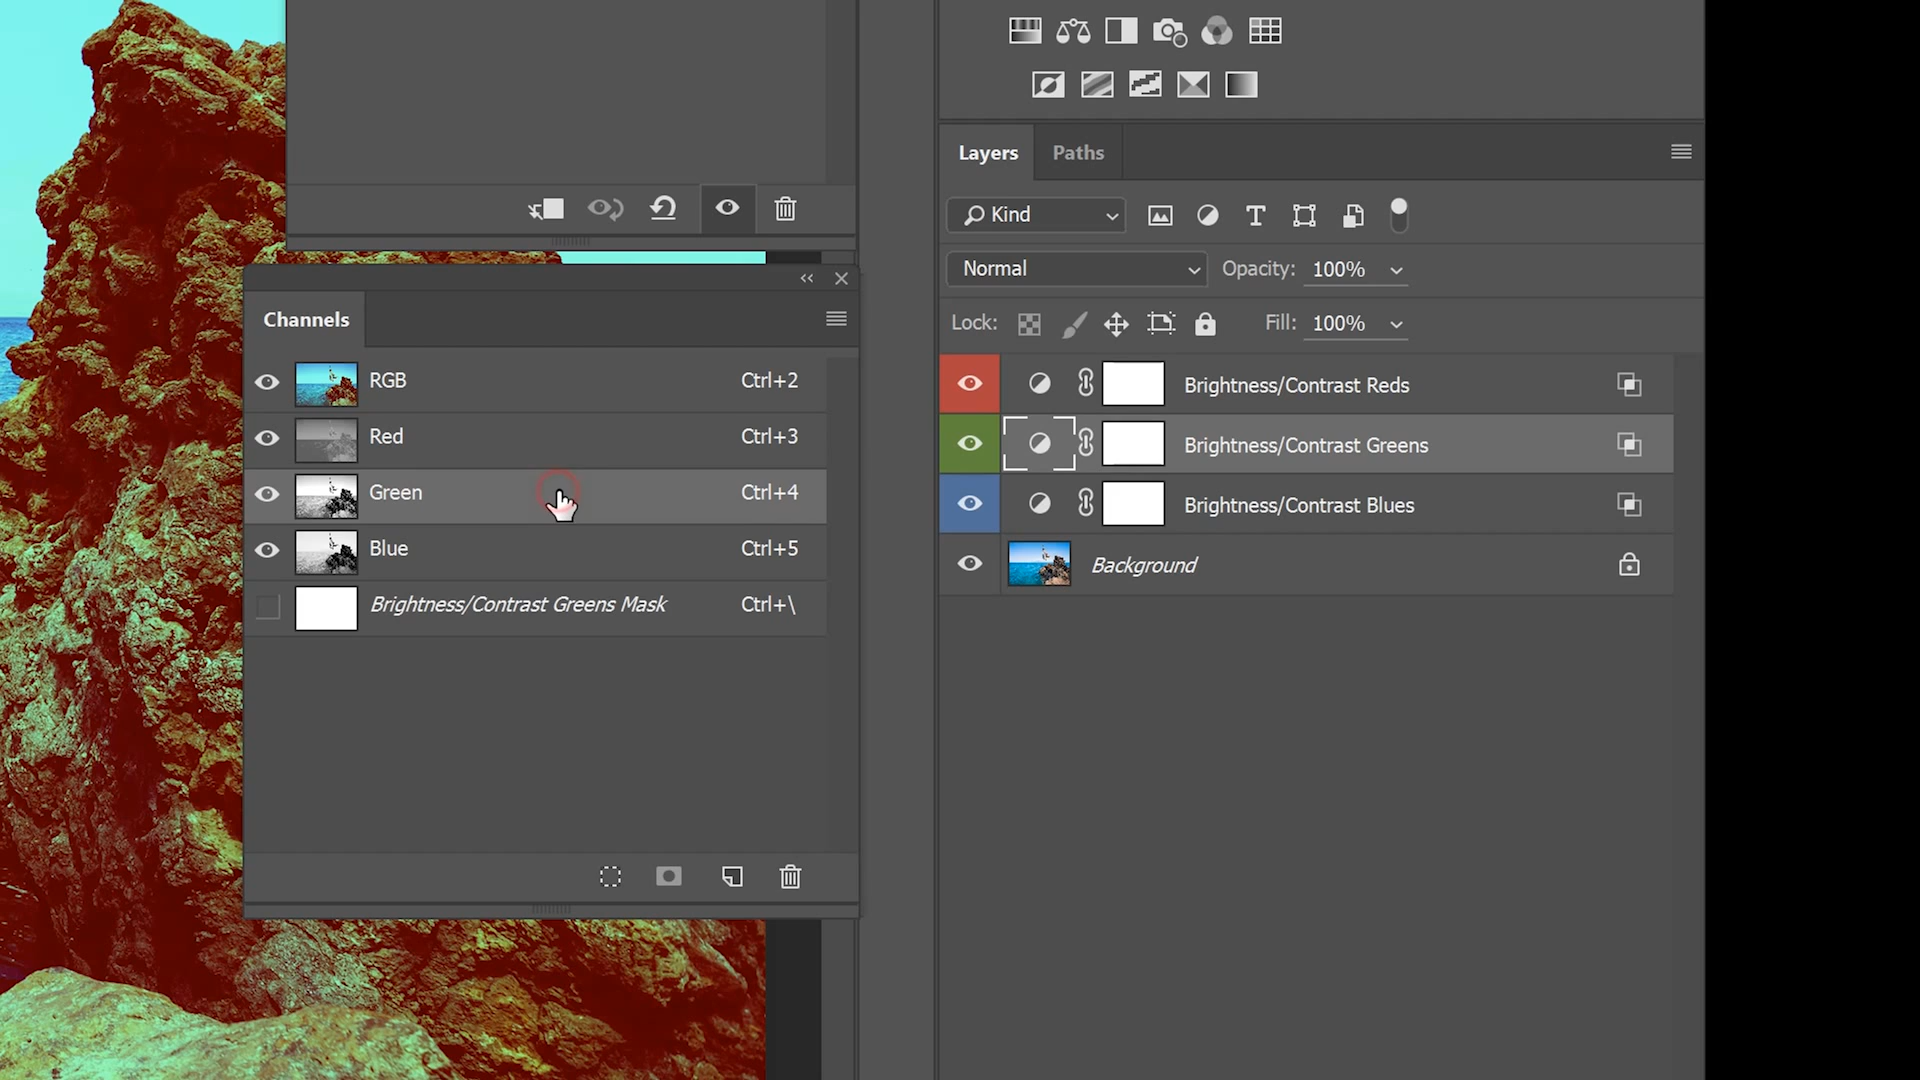 Channels
RGB Ctrl+2
Red Ctrl+3
Green Ctrl+4
Blue Ctrl+5
Brightness/Contrast Greens Mask Ctrl+\
Layers Paths
Kind
Normal Opacity: 100%
Lock: Fill: 100%
Brightness/Contrast Reds
Brightness/Contrast Greens
Brightness/Contrast Blues
Background